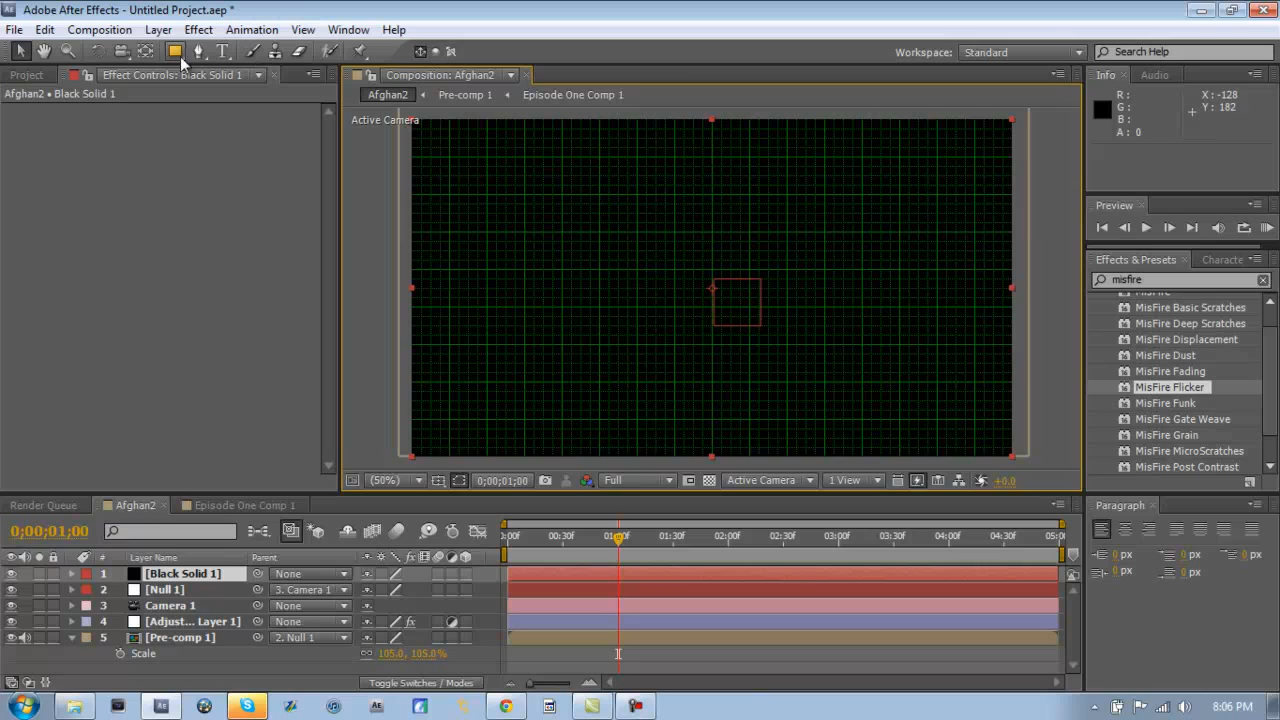 Adobe After Effects - Untitled Project.aep *
File Edit Composition Layer Effect Animation View Window Help
Workspace: Standard Search Help
Project Effect Controls: Black Solid 1
Composition: Afghan2
Info Audio
Afghan2 • Black Solid 1
Afghan2 Pre-comp 1 Episode One Comp 1
Active Camera
R :
G :
B :
A : 0
X : -128
Y : 182
Preview
Effects & Presets Characte
misfire
MisFire Basic Scratches
MisFire Deep Scratches
MisFire Displacement
MisFire Dust
MisFire Fading
MisFire Flicker
MisFire Funk
MisFire Gate Weave
MisFire Grain
MisFire MicroScratches
MisFire Post Contrast
(50%) 0;00;01;00 Full Active Camera 1 View +0.0
Render Queue Afghan2 Episode One Comp 1
Paragraph
0;00;01;00
:00f 00:30f 01:00f 01:30f 02:00f 02:30f 03:00f 03:30f 04:00f 04:30f 05:0
# Layer Name Parent
1 [Black Solid 1] None
2 [Null 1] 3. Camera 1
3 Camera 1 None
4 [Adjust... Layer 1] None
5 [Pre-comp 1] 2. Null 1
Scale 105.0, 105.0%
0 px 0 px 0 px
0 px 0 px
Toggle Switches / Modes
8:06 PM